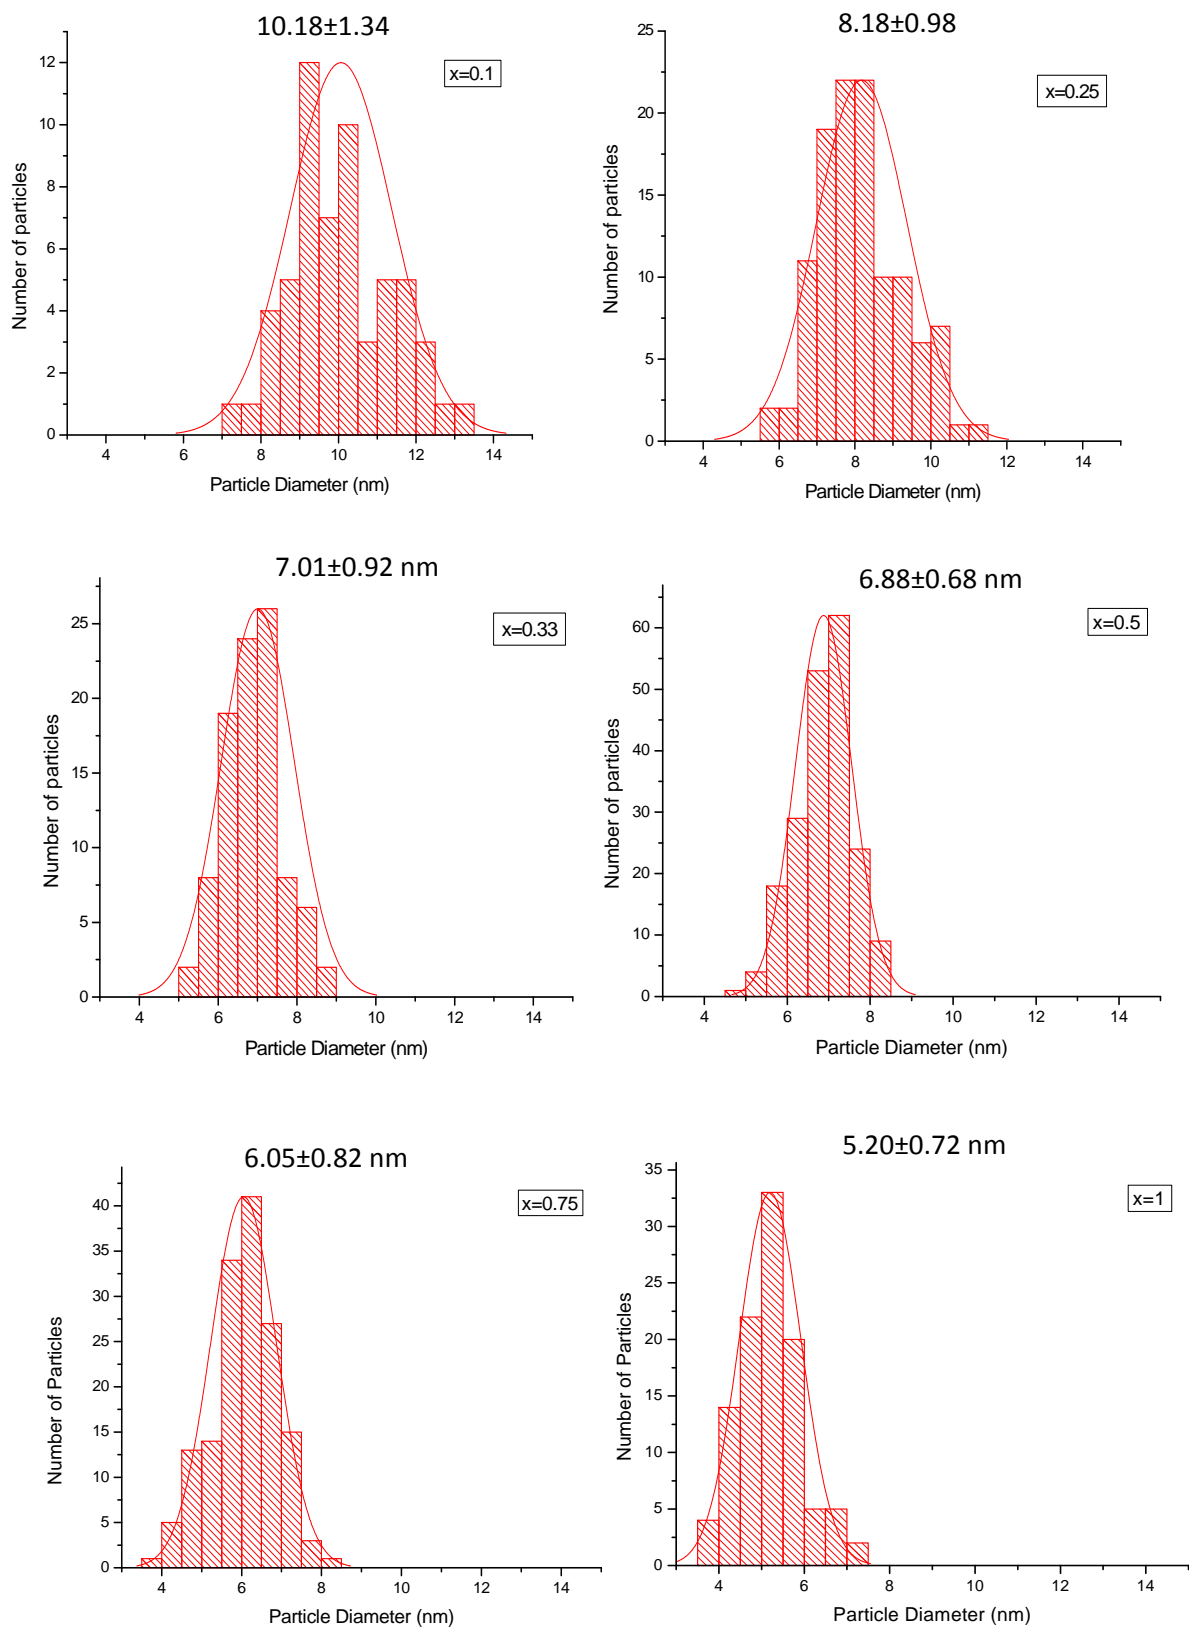 10.18±1.34
x=0.1
12
10
8
6
4
2
0
4 6 8 10 12 14
Number of particles
Particle Diameter (nm)
8.18±0.98
x=0.25
25
20
15
10
5
0
4 6 8 10 12 14
Number of particles
Particle Diameter (nm)
7.01±0.92 nm
x=0.33
25
20
15
10
5
0
4 6 8 10 12 14
Number of particles
Particle Diameter (nm)
6.88±0.68 nm
x=0.5
60
50
40
30
20
10
0
4 6 8 10 12 14
Number of particles
Particle Diameter (nm)
6.05±0.82 nm
x=0.75
40
35
30
25
20
15
10
5
0
4 6 8 10 12 14
Number of Particles
Particle Diameter (nm)
5.20±0.72 nm
x=1
35
30
25
20
15
10
5
0
4 6 8 10 12 14
Number of Particles
Particle Diameter (nm)